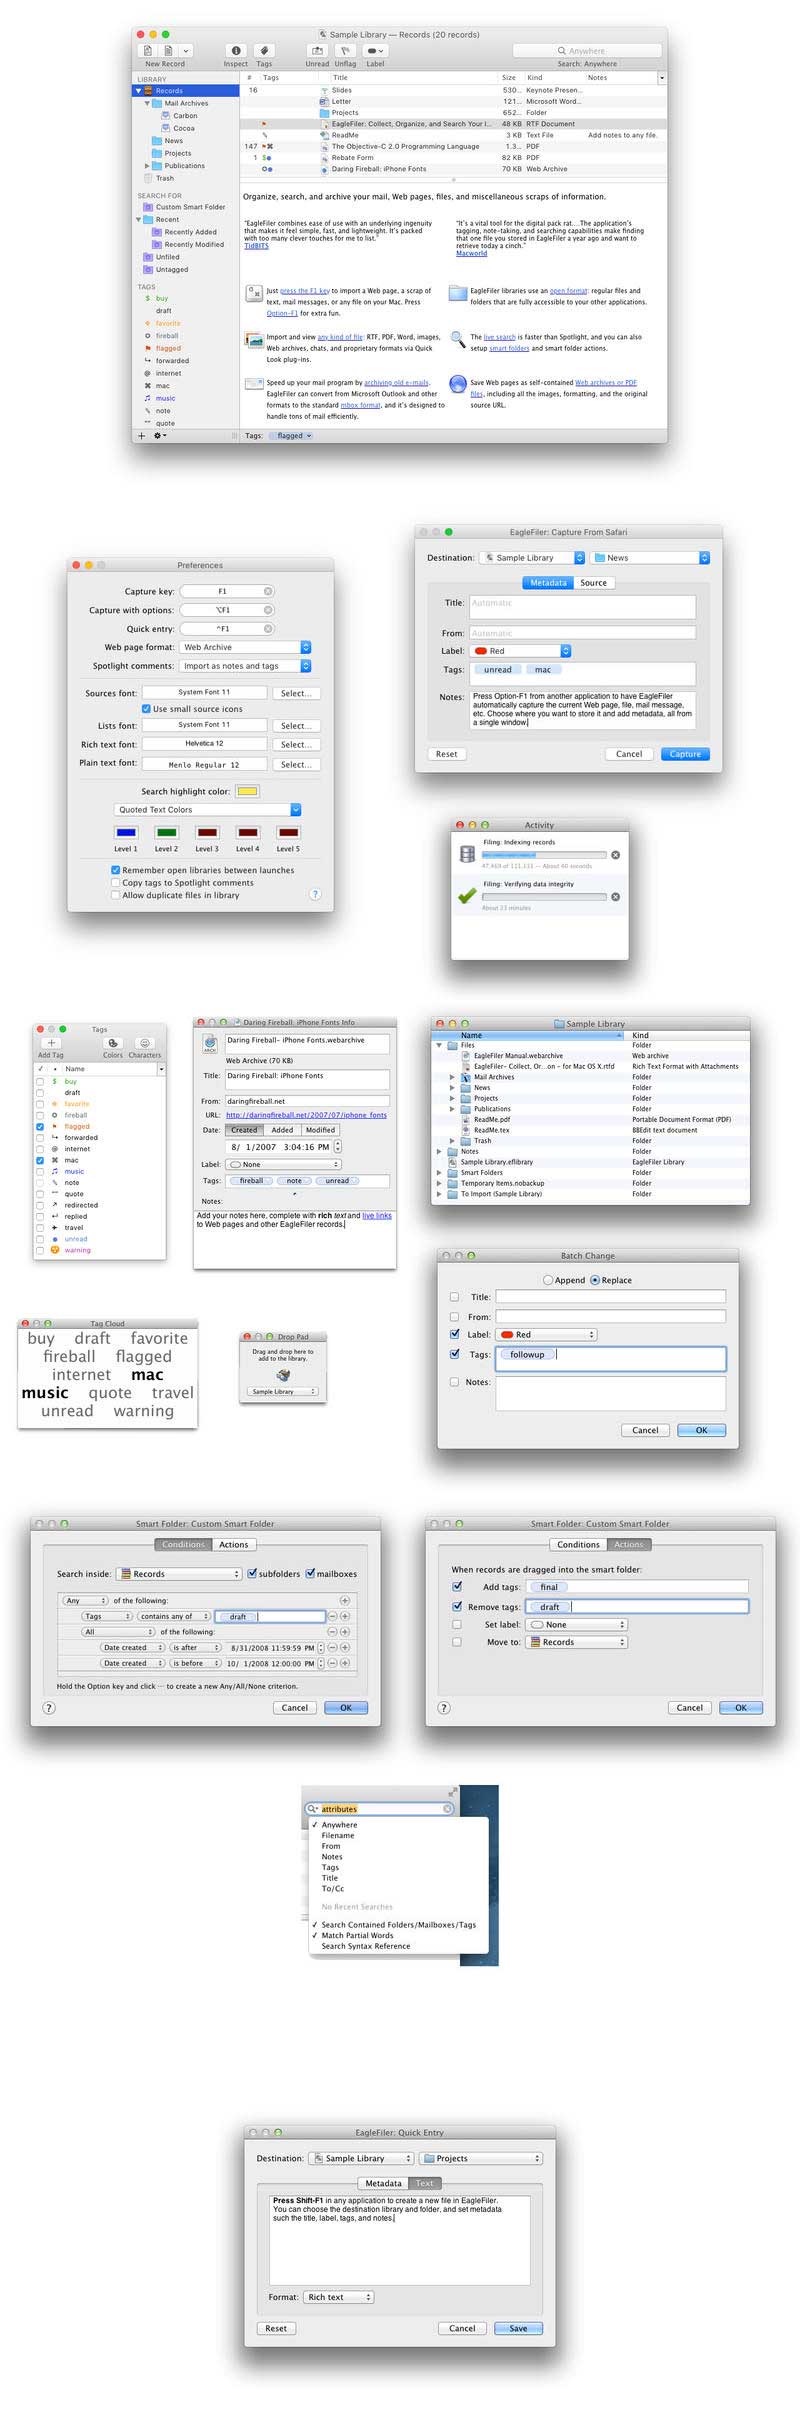 Sample Library — Records (20 records)
New Record
Inspect
Tags
Unread
Unflag
Label
Anywhere
Search: Anywhere
LIBRARY
Records
Mail Archives
Carbon
Cocoa
News
Projects
Publications
Trash
SEARCH FOR
Custom Smart Folder
Recent
Recently Added
Recently Modified
Unfiled
Untagged
TAGS
buy
draft
favorite
fireball
flagged
forwarded
internet
mac
music
note
quote
# Tags Title Size Kind Notes
16 Slides 530... Keynote Presen...
Letter 121... Microsoft Word...
Projects 652... Folder
EagleFiler: Collect, Organize, and Search Your I... 48 KB RTF Document
ReadMe 3 KB Text File Add notes to any file.
147 The Objective-C 2.0 Programming Language 1.3... PDF
1 Rebate Form 82 KB PDF
Daring Fireball: iPhone Fonts 70 KB Web Archive
Organize, search, and archive your mail, Web pages, files, and miscellaneous scraps of information.
"EagleFiler combines ease of use with an underlying ingenuity
that makes it feel simple, fast, and lightweight. It's packed
with too many clever touches for me to list."
TidBITS
"It's a vital tool for the digital pack rat....The application's
tagging, note-taking, and searching capabilities make finding
that one file you stored in EagleFiler a year ago and want to
retrieve today a cinch."
Macworld
Just press the F1 key to import a Web page, a scrap of
text, mail messages, or any file on your Mac. Press
Option-F1 for extra fun.
EagleFiler libraries use an open format: regular files and
folders that are fully accessible to your other applications.
Import and view any kind of file: RTF, PDF, Word, images,
Web archives, chats, and proprietary formats via Quick
Look plug-ins.
The live search is faster than Spotlight, and you can also
setup smart folders and smart folder actions.
Speed up your mail program by archiving old e-mails.
EagleFiler can convert from Microsoft Outlook and other
formats to the standard mbox format, and it's designed to
handle tons of mail efficiently.
Save Web pages as self-contained Web archives or PDF
files, including all the images, formatting, and the original
source URL.
Tags: flagged
Preferences
Capture key: F1
Capture with options: ⌥F1
Quick entry: ^F1
Web page format: Web Archive
Spotlight comments: Import as notes and tags
Sources font: System Font 11 Select...
Use small source icons
Lists font: System Font 11 Select...
Rich text font: Helvetica 12 Select...
Plain text font: Menlo Regular 12 Select...
Search highlight color:
Quoted Text Colors
Level 1 Level 2 Level 3 Level 4 Level 5
Remember open libraries between launches
Copy tags to Spotlight comments
Allow duplicate files in library
?
EagleFiler: Capture From Safari
Destination: Sample Library News
Metadata Source
Title: Automatic
From: Automatic
Label: Red
Tags: unread mac
Notes: Press Option-F1 from another application to have EagleFiler
automatically capture the current Web page, file, mail message,
etc. Choose where you want to store it and add metadata, all from
a single window.
Reset Cancel Capture
Activity
Filing: Indexing records
47,469 of 111,111 — About 60 seconds
Filing: Verifying data integrity
About 23 minutes
Tags
Add Tag Colors Characters
Name
buy
draft
favorite
fireball
flagged
forwarded
internet
mac
music
note
quote
redirected
replied
travel
unread
warning
Daring Fireball: iPhone Fonts Info
ARCH
Daring Fireball- iPhone Fonts.webarchive
Web Archive (70 KB)
Title: Daring Fireball: iPhone Fonts
From: daringfireball.net
URL: http://daringfireball.net/2007/07/iphone_fonts
Date: Created Added Modified
8/ 1/2007 3:04:16 PM
Label: None
Tags: fireball note unread
Notes:
Add your notes here, complete with rich text and live links
to Web pages and other EagleFiler records.
Sample Library
Name Kind
Files Folder
EagleFiler Manual.webarchive Web archive
EagleFiler- Collect, Or...on - for Mac OS X.rtfd Rich Text Format with Attachments
Mail Archives Folder
News Folder
Projects Folder
Publications Folder
ReadMe.pdf Portable Document Format (PDF)
ReadMe.tex BBEdit text document
Trash Folder
Notes Folder
Sample Library.eflibrary EagleFiler Library
Smart Folders Folder
Temporary Items.nobackup Folder
To Import (Sample Library) Folder
Batch Change
Append Replace
Title:
From:
Label: Red
Tags: followup
Notes:
Cancel OK
Tag Cloud
buy draft favorite
fireball flagged
internet mac
music quote travel
unread warning
Drop Pad
Drag and drop here to
add to the library.
Sample Library
Smart Folder: Custom Smart Folder
Conditions Actions
Search inside: Records subfolders mailboxes
Any of the following:
Tags contains any of draft
All of the following:
Date created is after 8/31/2008 11:59:59 PM
Date created is before 10/ 1/2008 12:00:00 PM
Hold the Option key and click ··· to create a new Any/All/None criterion.
? Cancel OK
Smart Folder: Custom Smart Folder
Conditions Actions
When records are dragged into the smart folder:
Add tags: final
Remove tags: draft
Set label: None
Move to: Records
? Cancel OK
attributes
Anywhere
Filename
From
Notes
Tags
Title
To/Cc
No Recent Searches
Search Contained Folders/Mailboxes/Tags
Match Partial Words
Search Syntax Reference
EagleFiler: Quick Entry
Destination: Sample Library Projects
Metadata Text
Press Shift-F1 in any application to create a new file in EagleFiler.
You can choose the destination library and folder, and set metadata
such the title, label, tags, and notes.
Format: Rich text
Reset Cancel Save